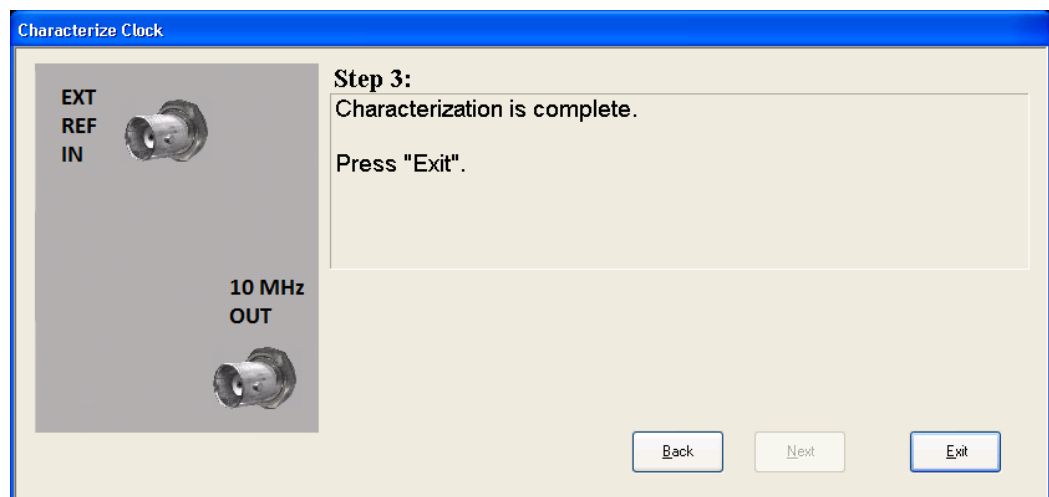 Characterize Clock
EXT
REF
IN
10 MHz
OUT
Step 3:
Characterization is complete.
Press "Exit".
Back
Next
Exit